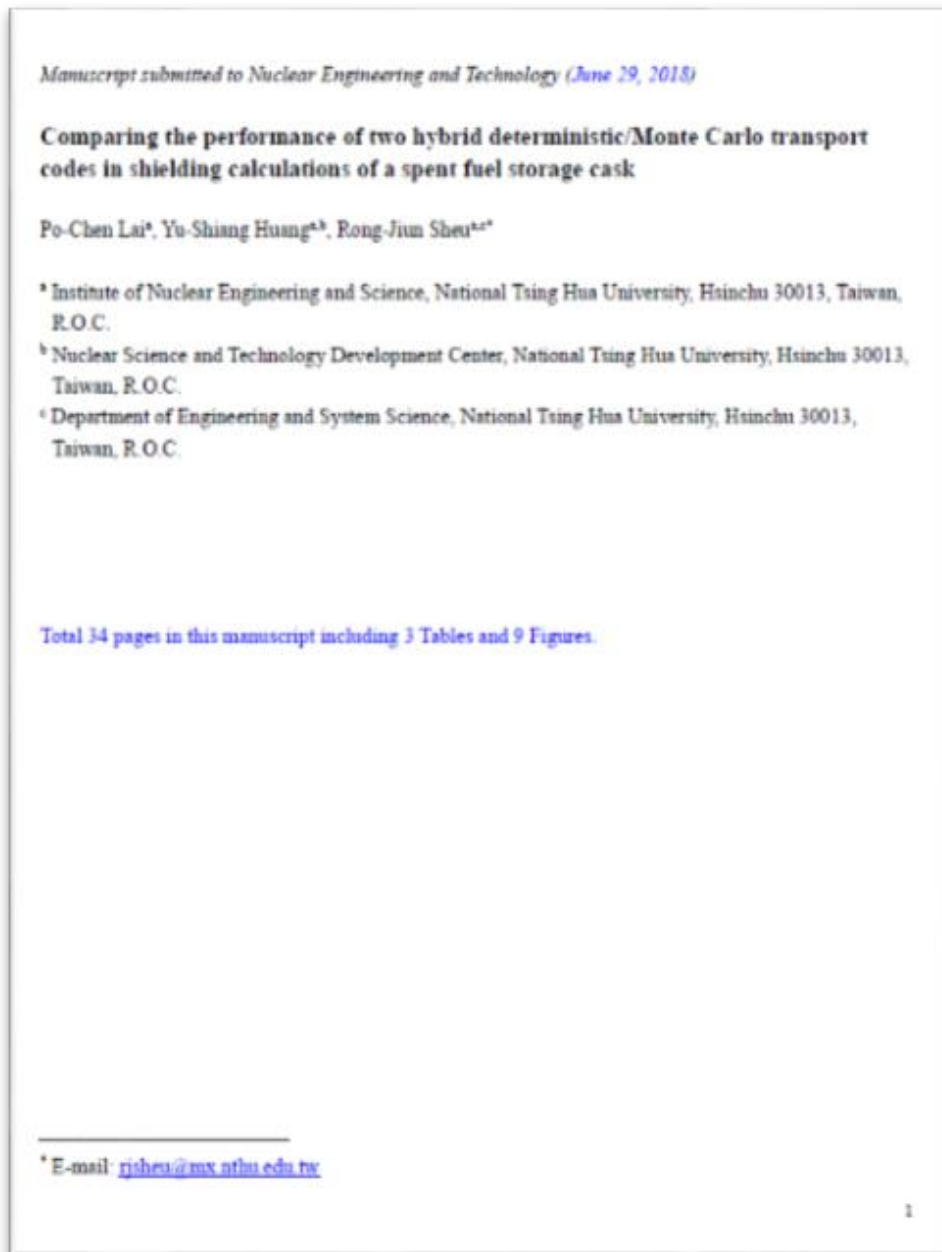 Manuscript submitted to Nuclear Engineering and Technology (June 29, 2018)
Comparing the performance of two hybrid deterministic/Monte Carlo transport
codes in shielding calculations of a spent fuel storage cask
Po-Chen Laiᵃ, Yu-Shiang Huangᵃ,ᵇ, Rong-Jiun Sheuᵃ,ᶜ*
ᵃ Institute of Nuclear Engineering and Science, National Tsing Hua University, Hsinchu 30013, Taiwan,
R.O.C.
ᵇ Nuclear Science and Technology Development Center, National Tsing Hua University, Hsinchu 30013,
Taiwan, R.O.C.
ᶜ Department of Engineering and System Science, National Tsing Hua University, Hsinchu 30013,
Taiwan, R.O.C.
Total 34 pages in this manuscript including 3 Tables and 9 Figures.
* E-mail: rjsheu@mx.nthu.edu.tw
1